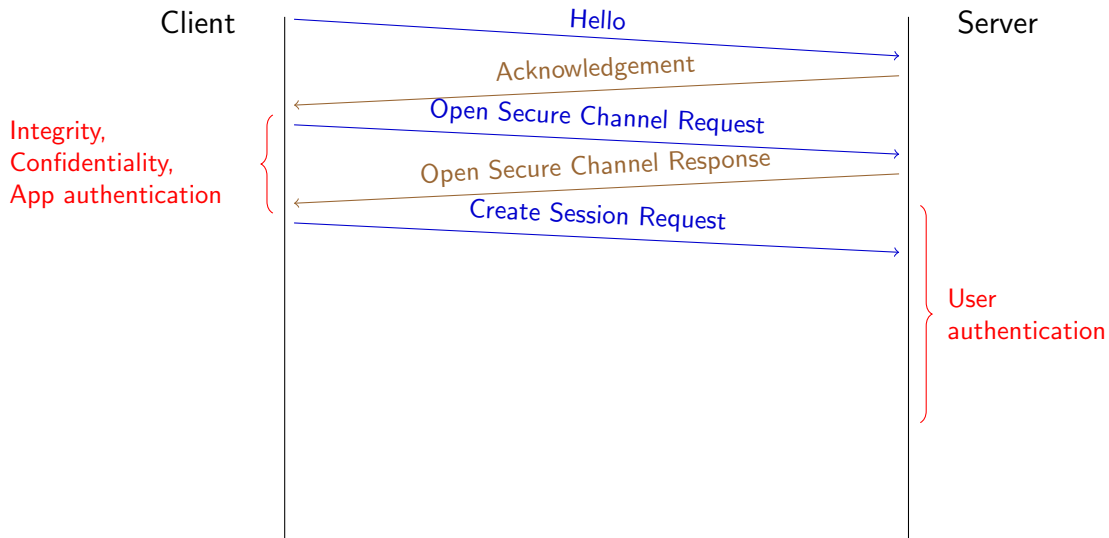 Client
Server
Hello
Acknowledgement
Open Secure Channel Request
Open Secure Channel Response
Create Session Request
Integrity,
Confidentiality,
App authentication
User
authentication